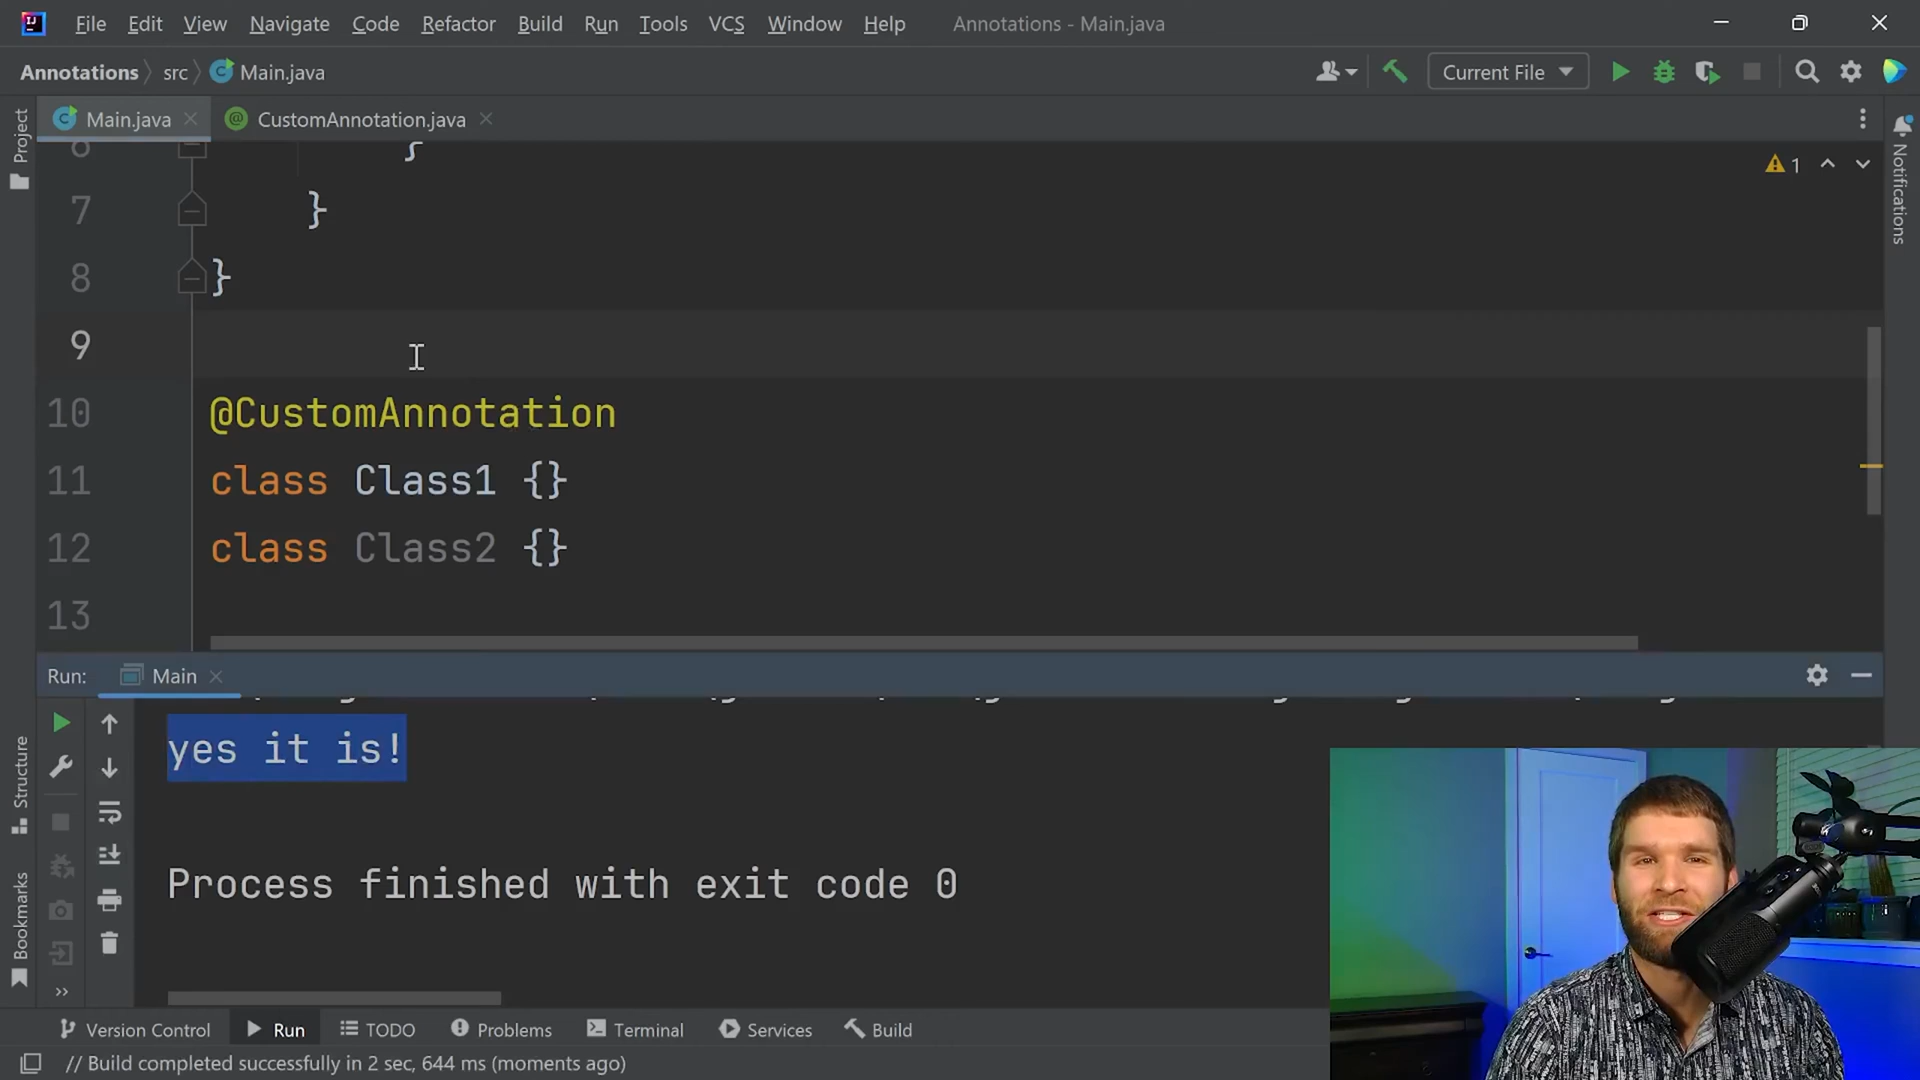 File Edit View Navigate Code Refactor Build Run Tools VCS Window Help Annotations - Main.java
Annotations src Main.java Current File
Project Main.java CustomAnnotation.java
6 }
1
7 }
Notifications
8 }
9
10 @CustomAnnotation
11 class Class1 {}
12 class Class2 {}
13
Run: Main
yes it is!
Structure
Process finished with exit code 0
Bookmarks
Version Control Run TODO Problems Terminal Services Build
// Build completed successfully in 2 sec, 644 ms (moments ago)